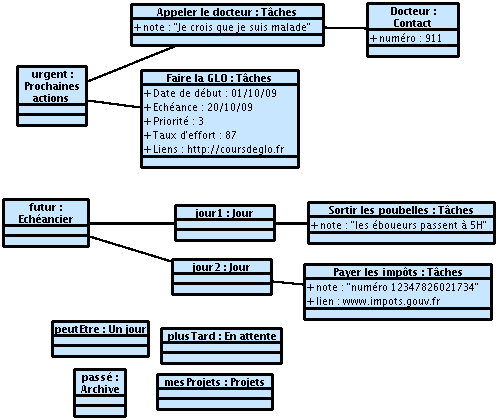 Appeler le docteur : Tâches
+ note : "Je crois que je suis malade"
Docteur :
Contact
+ numéro : 911
urgent :
Prochaines
actions
Faire la GLO : Tâches
+ Date de début : 01/10/09
+ Echéance : 20/10/09
+ Priorité : 3
+ Taux d'effort : 87
+ Liens : http://coursdeglo.fr
futur :
Echéancier
jour1 : Jour
Sortir les poubelles : Tâches
+ note : "les éboueurs passent à 5H"
jour2 : Jour
Payer les impôts : Tâches
+ note : "numéro 12347826021734"
+ lien : www.impots.gouv.fr
peutEtre : Un jour
plusTard : En attente
passé :
Archive
mesProjets : Projets